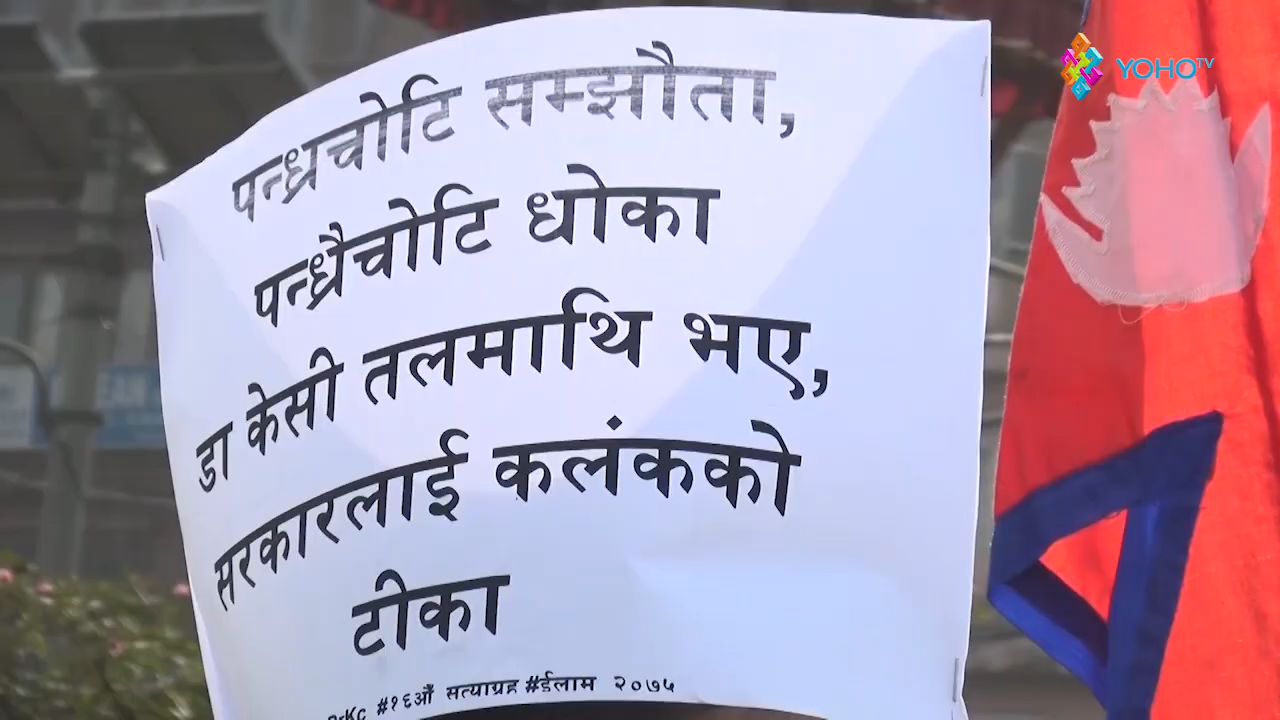 YOHO TV
पन्ध्रचोटि सम्झौता,
पन्ध्रैचोटि धोका
डा केसी तलमाथि भए,
सरकारलाई कलंकको
टीका
#१६औं सत्याग्रह #ईलाम २०७५